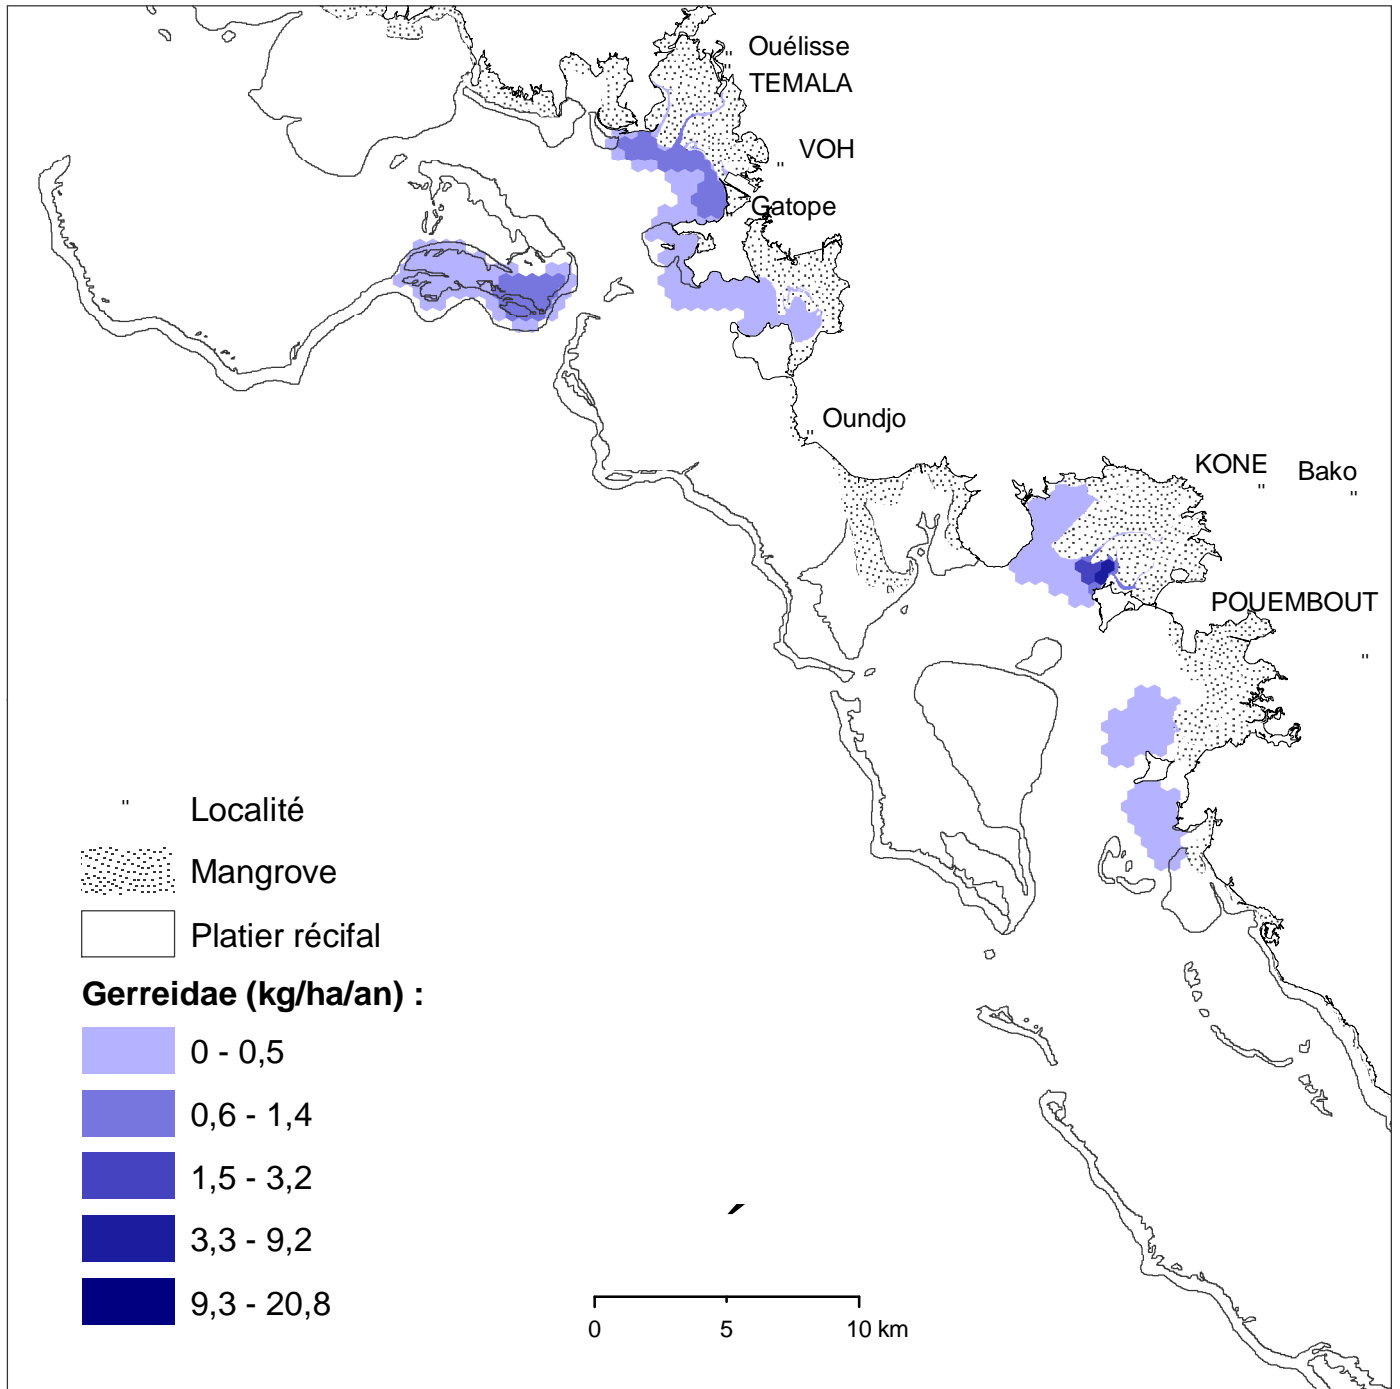 Ouélisse
TEMALA
VOH
Gatope
Oundjo
KONE
Bako
POUEMBOUT
" Localité
Mangrove
Platier récifal
Gerreidae (kg/ha/an) :
0 - 0,5
0,6 - 1,4
1,5 - 3,2
3,3 - 9,2
9,3 - 20,8
0 5 10 km